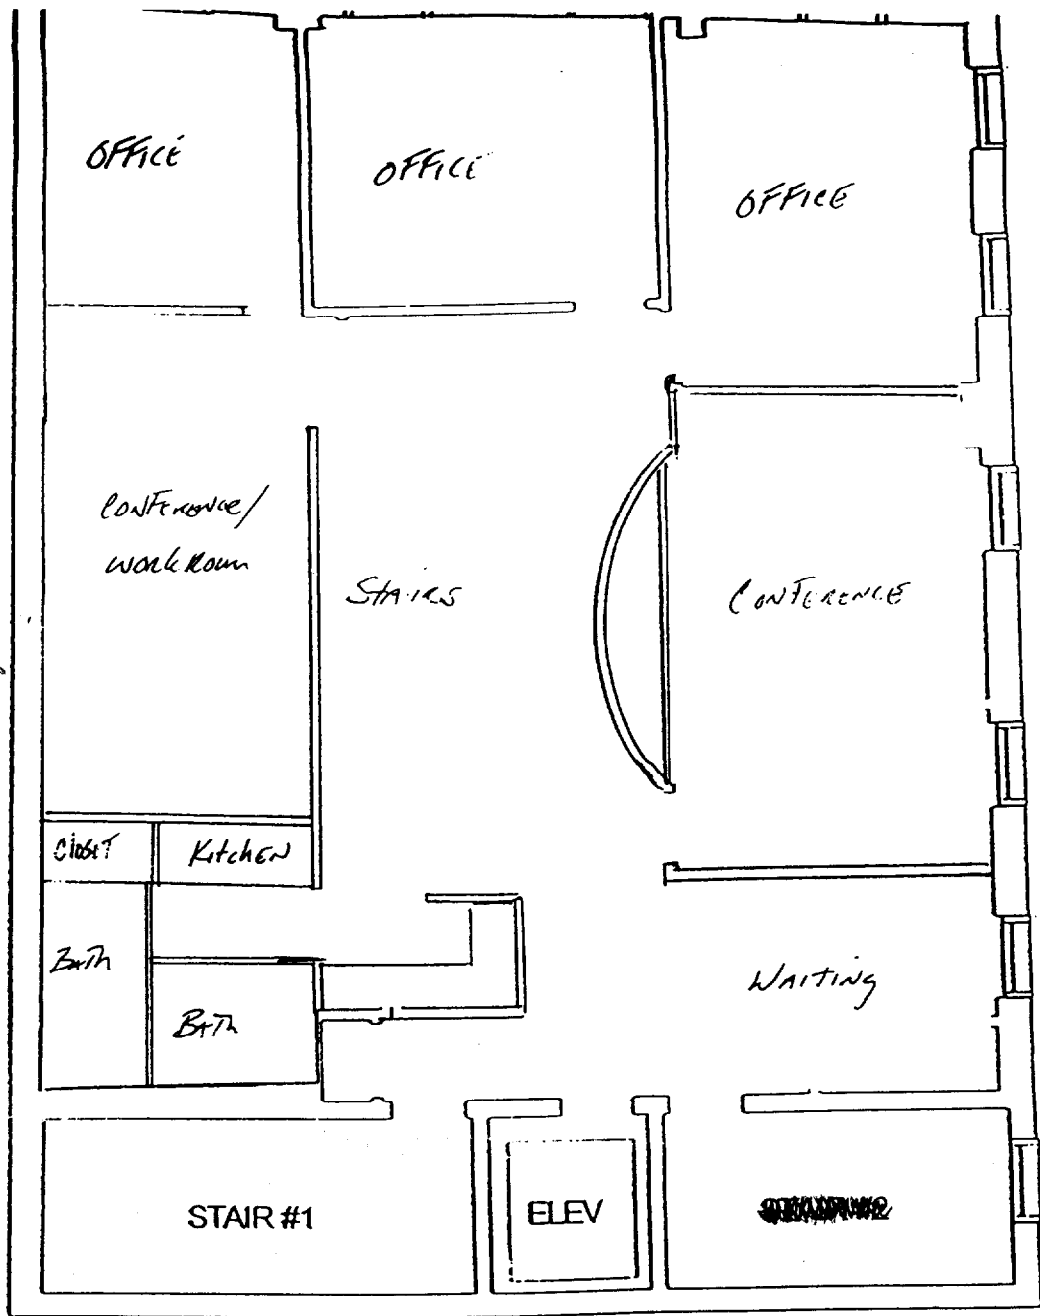 OFFICE
OFFICE
OFFICE
CONFERENCE/
WORKROOM
STAIRS
CONFERENCE
CLOSET
KITCHEN
BATH
WAITING
BATH
STAIR #1
ELEV